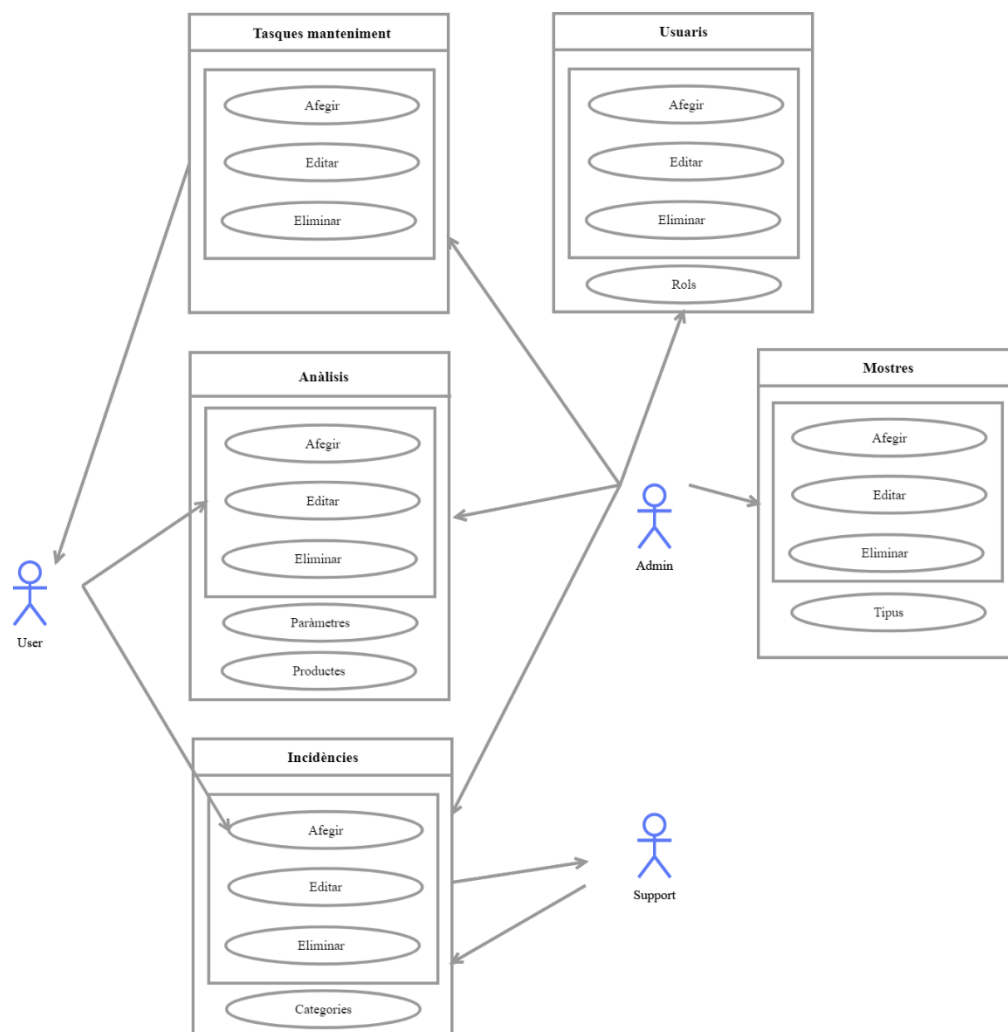 Tasques manteniment
Afegir
Editar
Eliminar
Usuaris
Afegir
Editar
Eliminar
Rols
Anàlisis
Afegir
Editar
Eliminar
Paràmetres
Productes
Mostres
Afegir
Editar
Eliminar
Tipus
Admin
User
Incidències
Afegir
Editar
Eliminar
Categories
Support